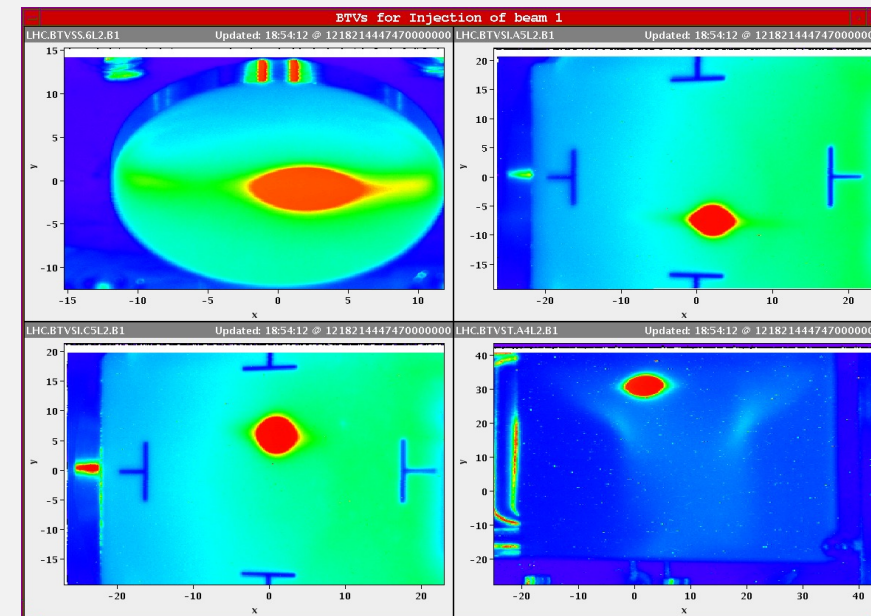 BTVs for Injection of beam 1
LHC.BTVSS.6L2.B1 Updated: 18:54:12 @ 1218214447470000000
LHC.BTVSI.A5L2.B1 Updated: 18:54:12 @ 1218214447470000000
15
10
5
0
-5
-10
y
-15 -10 -5 0 5 10
x
20
15
10
5
0
-5
-10
-15
y
-20 -10 0 10 20
x
LHC.BTVSI.C5L2.B1 Updated: 18:54:12 @ 1218214447470000000
LHC.BTVST.A4L2.B1 Updated: 18:54:12 @ 1218214447470000000
20
15
10
5
0
-5
-10
-15
y
-20 -10 0 10 20
x
40
30
20
10
0
-10
-20
y
-20 -10 0 10 20 30 40
x